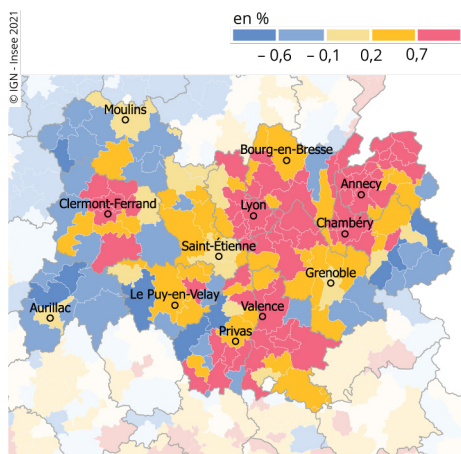 © IGN - Insee 2021
en %
– 0,6 – 0,1 0,2 0,7
Moulins
Bourg-en-Bresse
Annecy
Clermont-Ferrand
Lyon
Chambéry
Saint-Étienne
Grenoble
Le Puy-en-Velay
Aurillac
Valence
Privas